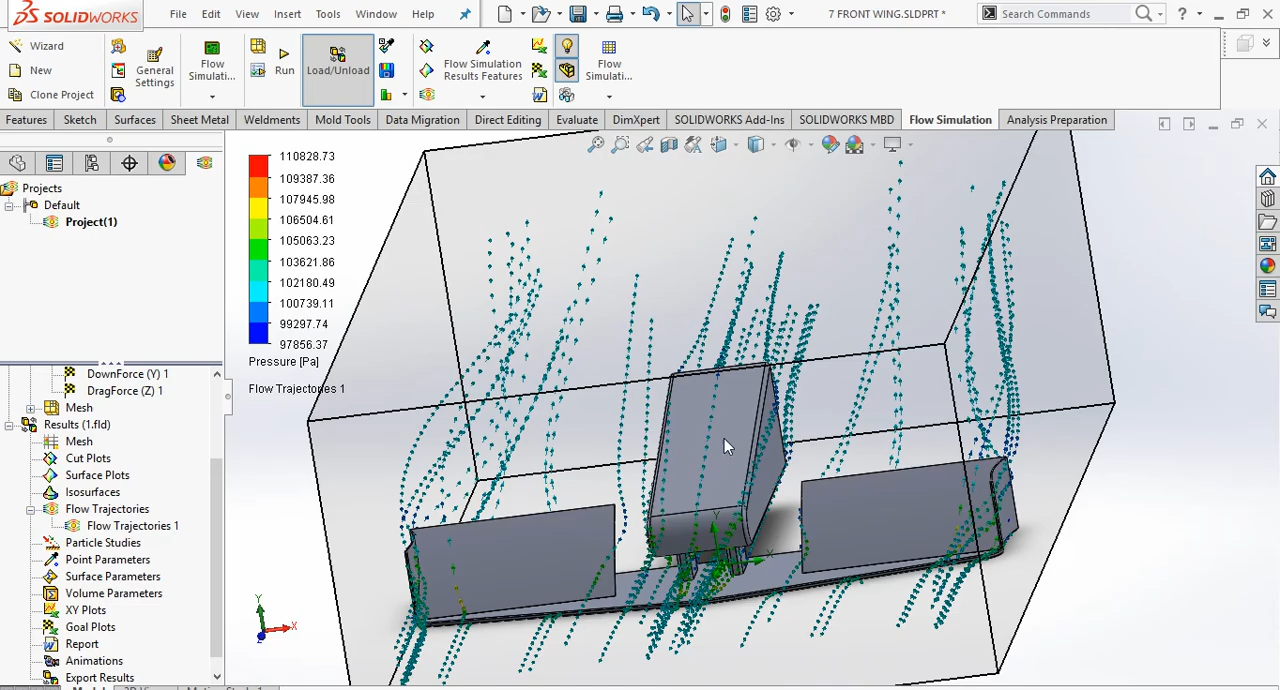 SOLIDWORKS File Edit View Insert Tools Window Help 7 FRONT WING.SLDPRT * Search Commands ?
Wizard
New
Clone Project
General
Settings
Flow
Simulati...
Run
Load/Unload
Flow Simulation
Results Features
Flow
Simulati...
Features Sketch Surfaces Sheet Metal Weldments Mold Tools Data Migration Direct Editing Evaluate DimXpert SOLIDWORKS Add-Ins SOLIDWORKS MBD Flow Simulation Analysis Preparation
Projects
Default
Project(1)
DownForce (Y) 1
DragForce (Z) 1
Mesh
Results (1.fld)
Mesh
Cut Plots
Surface Plots
Isosurfaces
Flow Trajectories
Flow Trajectories 1
Particle Studies
Point Parameters
Surface Parameters
Volume Parameters
XY Plots
Goal Plots
Report
Animations
Export Results
110828.73
109387.36
107945.98
106504.61
105063.23
103621.86
102180.49
100739.11
99297.74
97856.37
Pressure [Pa]
Flow Trajectories 1
Y
X
Y
X